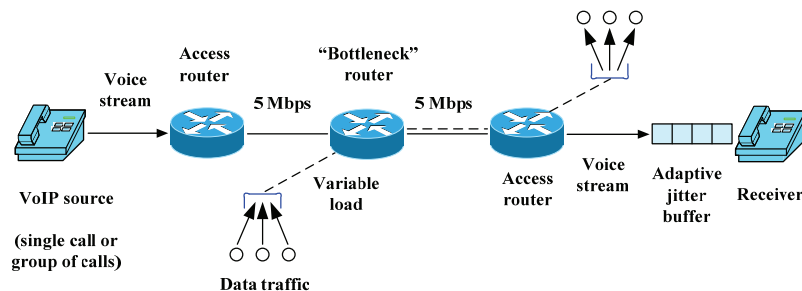 Voice
stream
Access
router
5 Mbps
“Bottleneck”
router
5 Mbps
Access
router
Voice
stream
Adaptive
jitter
buffer
Receiver
VoIP source
(single call or
group of calls)
Variable
load
Data traffic